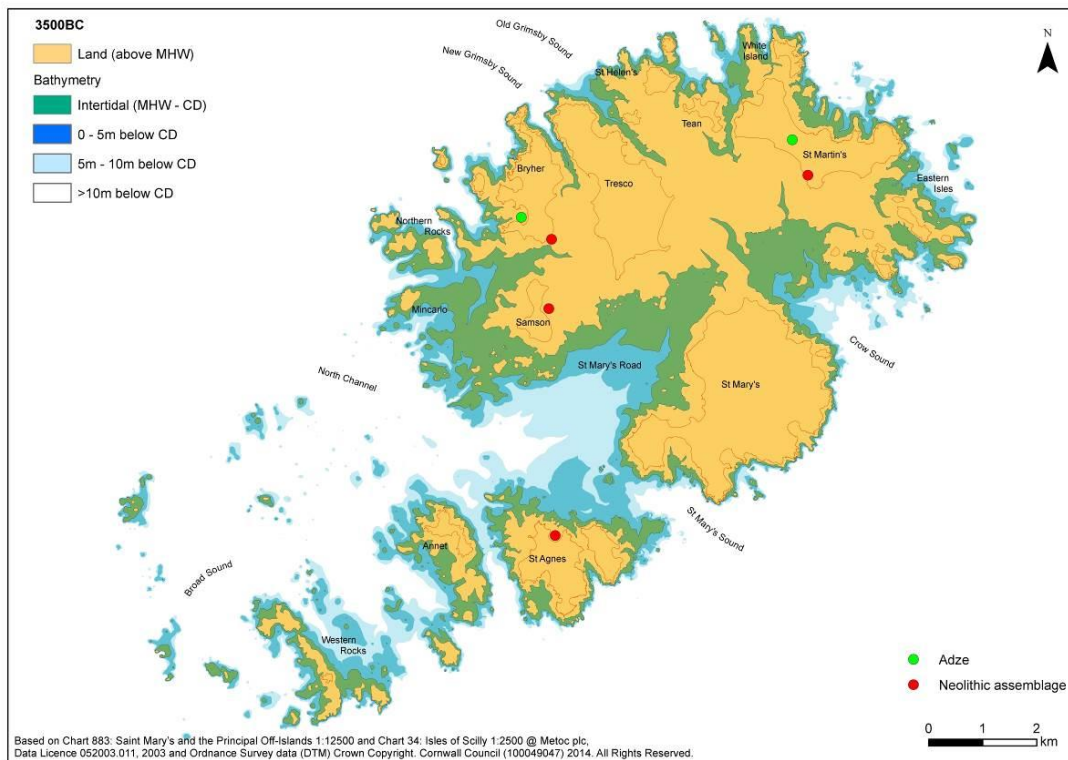 3500BC
Land (above MHW)
Bathymetry
Intertidal (MHW - CD)
0 - 5m below CD
5m - 10m below CD
>10m below CD
Old Grimsby Sound
New Grimsby Sound
N
White
Island
St Helen's
Tean
St Martin's
Bryher
Tresco
Eastern
Isles
Northern
Rocks
Mincarlo
Samson
Crow Sound
St Mary's Road
North Channel
St Mary's
St Mary's Sound
Annet
St Agnes
Broad Sound
Western
Rocks
Adze
Neolithic assemblage
0 1 2
km
Based on Chart 883: Saint Mary's and the Principal Off-Islands 1:12500 and Chart 34: Isles of Scilly 1:2500 @ Metoc plc,
Data Licence 052003.011, 2003 and Ordnance Survey data (DTM) Crown Copyright. Cornwall Council (100049047) 2014. All Rights Reserved.